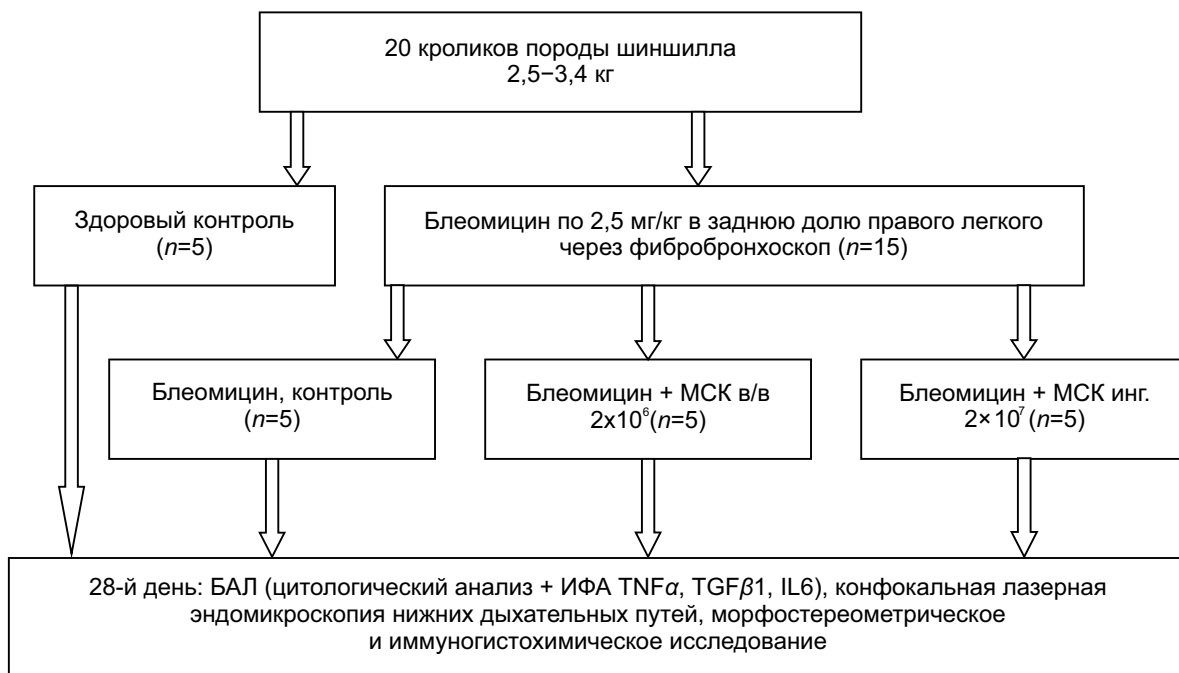 20 кроликов породы шиншилла
2,5−3,4 кг
Здоровый контроль
(n=5)
Блеомицин по 2,5 мг/кг в заднюю долю правого легкого
через фибробронхоскоп (n=15)
Блеомицин, контроль
(n=5)
Блеомицин + МСК в/в
2x10⁶(n=5)
Блеомицин + МСК инг.
2×10⁷ (n=5)
28-й день: БАЛ (цитологический анализ + ИФА TNFα, TGFβ1, IL6), конфокальная лазерная
эндомикроскопия нижних дыхательных путей, морфостереометрическое
и иммуногистохимическое исследование